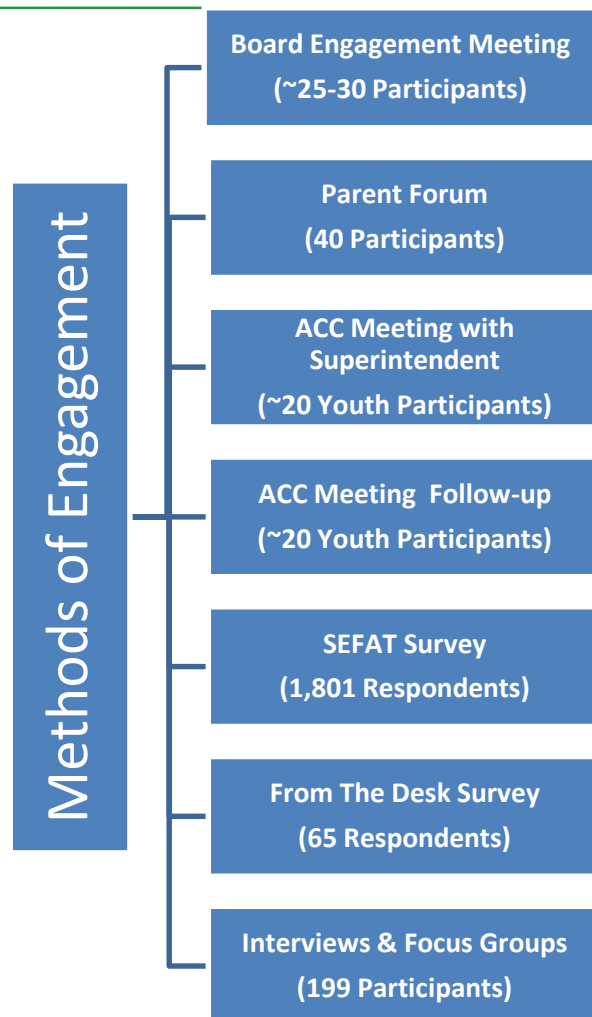 Methods of Engagement
Board Engagement Meeting
(~25-30 Participants)
Parent Forum
(40 Participants)
ACC Meeting with
Superintendent
(~20 Youth Participants)
ACC Meeting  Follow-up
(~20 Youth Participants)
SEFAT Survey
(1,801 Respondents)
From The Desk Survey
(65 Respondents)
Interviews & Focus Groups
(199 Participants)